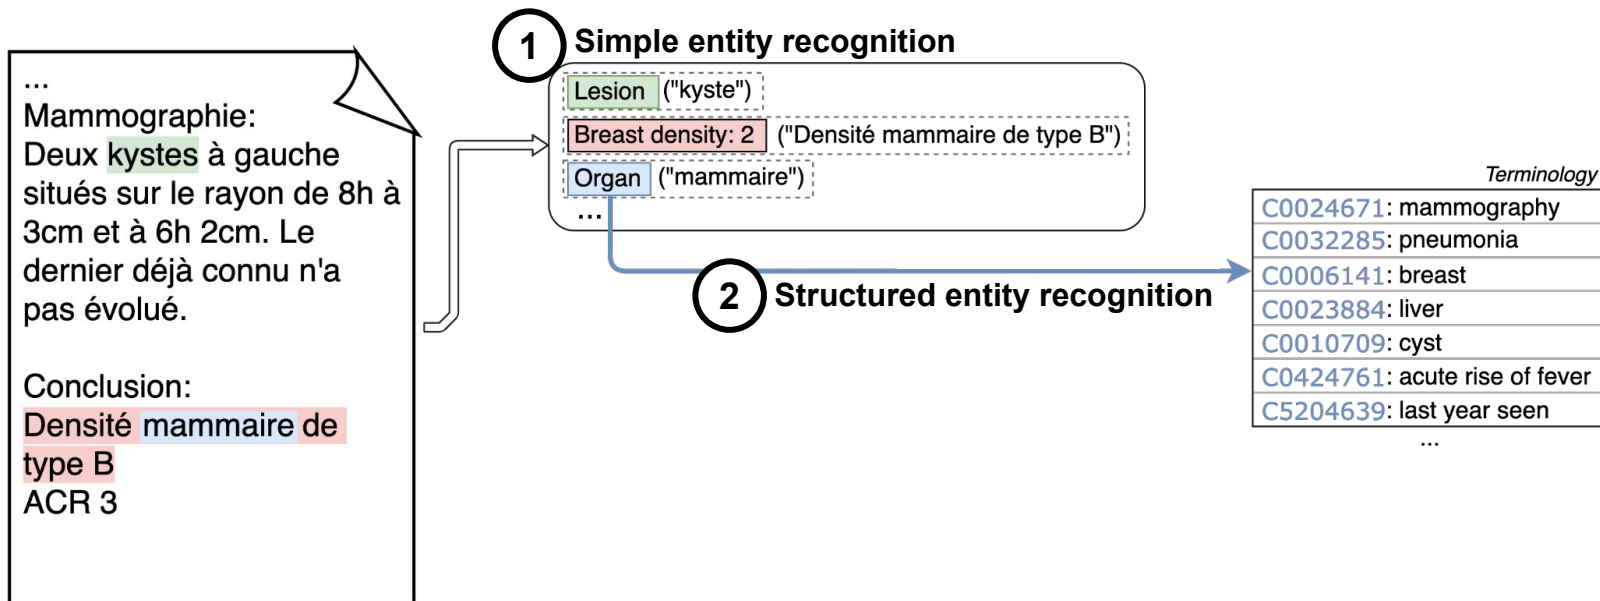 ...
Mammographie:
Deux kystes à gauche
situés sur le rayon de 8h à
3cm et à 6h 2cm. Le
dernier déjà connu n'a
pas évolué.
Conclusion:
Densité mammaire de
type B
ACR 3
1 Simple entity recognition
Lesion ("kyste")
Breast density: 2 ("Densité mammaire de type B")
Organ ("mammaire")
...
2 Structured entity recognition
Terminology
C0024671: mammography
C0032285: pneumonia
C0006141: breast
C0023884: liver
C0010709: cyst
C0424761: acute rise of fever
C5204639: last year seen
...